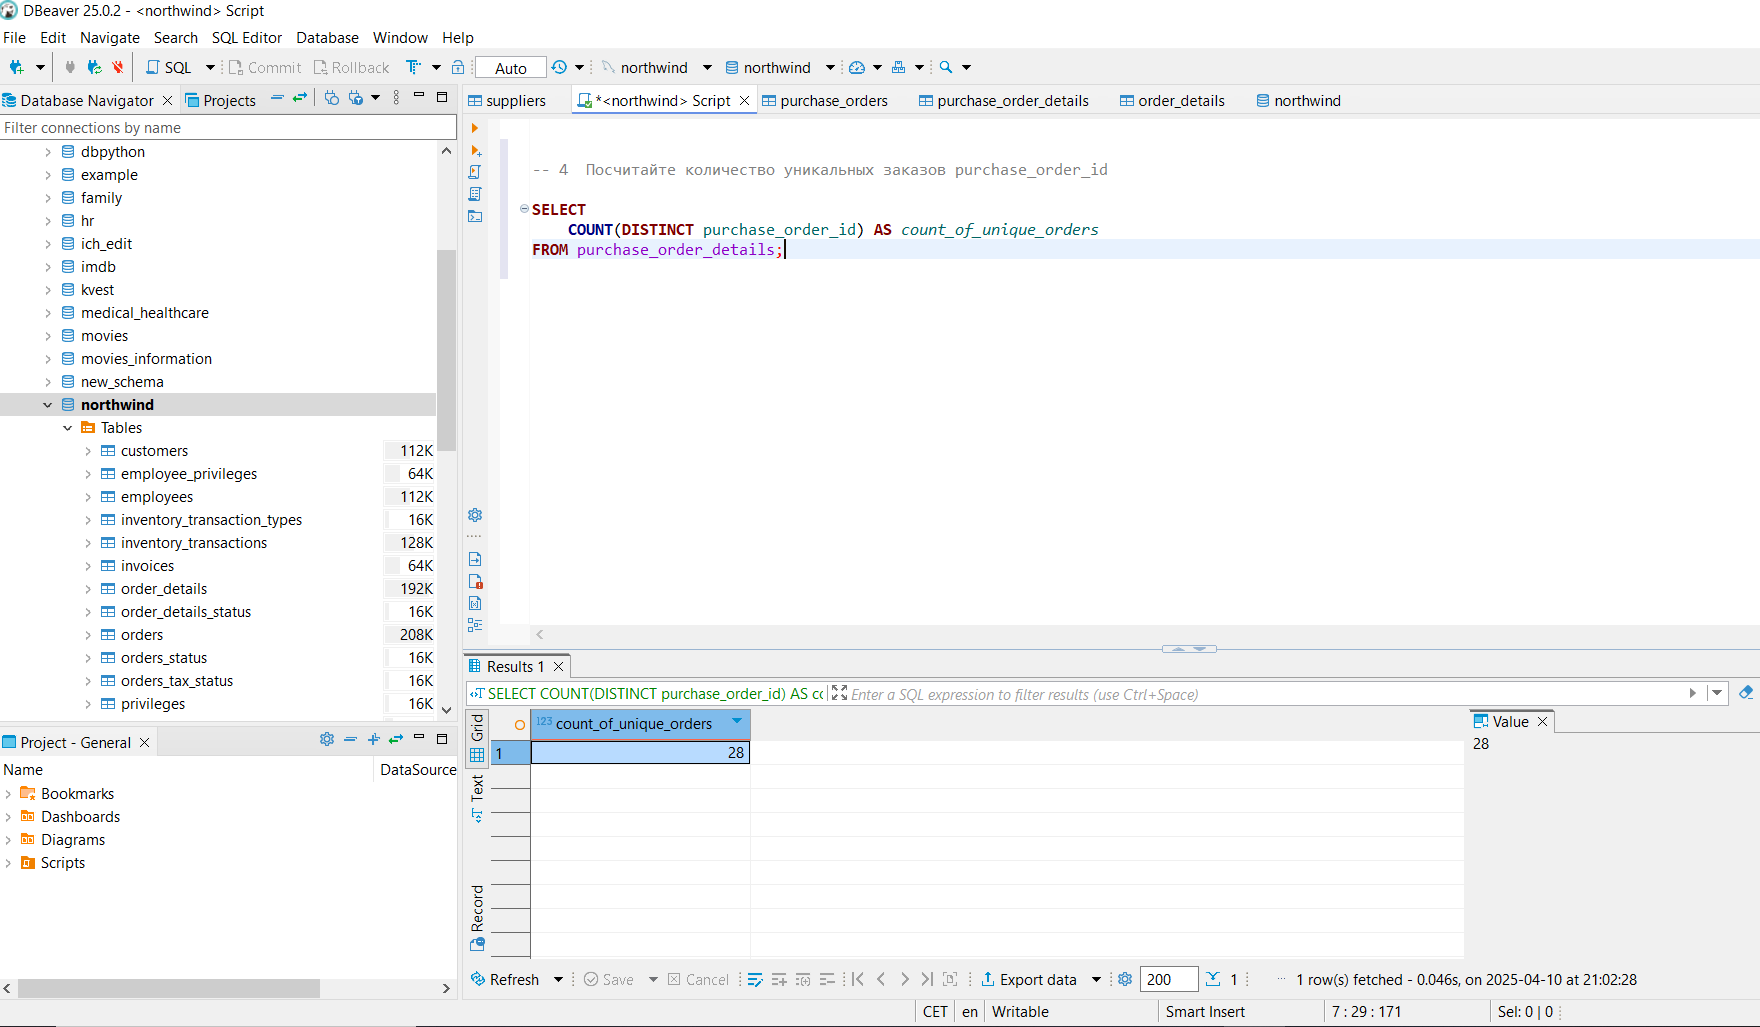 DBeaver 25.0.2 - <northwind> Script
File Edit Navigate Search SQL Editor Database Window Help
SQL Commit Rollback Auto northwind northwind
Database Navigator Projects
Filter connections by name
dbpython
example
family
hr
ich_edit
imdb
kvest
medical_healthcare
movies
movies_information
new_schema
northwind
Tables
customers 112K
employee_privileges 64K
employees 112K
inventory_transaction_types 16K
inventory_transactions 128K
invoices 64K
order_details 192K
order_details_status 16K
orders 208K
orders_status 16K
orders_tax_status 16K
privileges 16K
Project - General
Name DataSource
Bookmarks
Dashboards
Diagrams
Scripts
suppliers *<northwind> Script purchase_orders purchase_order_details order_details northwind
-- 4  Посчитайте количество уникальных заказов purchase_order_id
SELECT
COUNT(DISTINCT purchase_order_id) AS count_of_unique_orders
FROM purchase_order_details;
Results 1
SELECT COUNT(DISTINCT purchase_order_id) AS cc Enter a SQL expression to filter results (use Ctrl+Space)
Grid
Text
Record
123 count_of_unique_orders
1 28
Value
28
Refresh Save Cancel Export data 200 1 1 row(s) fetched - 0.046s, on 2025-04-10 at 21:02:28
CET en Writable Smart Insert 7 : 29 : 171 Sel: 0 | 0